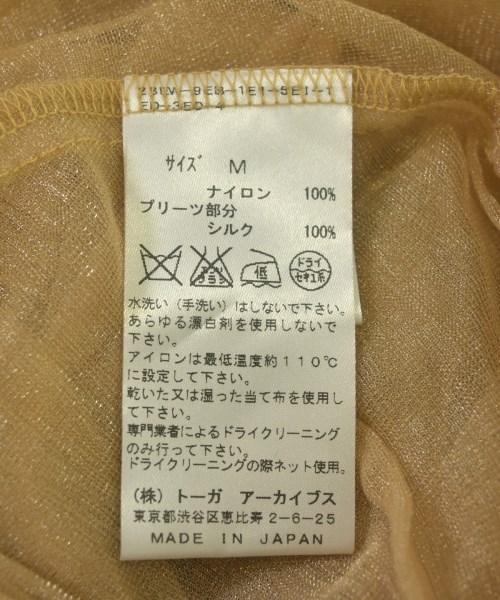 サイズ M
ナイロン 100%
プリーツ部分
シルク 100%
エンソ
サラシ
低
ドライ
セキユ系
水洗い（手洗い）はしないで下さい。
あらゆる漂白剤を使用しないで
下さい。
アイロンは最低温度約１１０℃
に設定して下さい。
乾いた又は湿った当て布を使用し
て下さい。
専門業者によるドライクリーニング
のみ行って下さい。
ドライクリーニングの際ネット使用。
（株）トーガ アーカイブス
東京都渋谷区恵比寿２-６-２５
MADE IN JAPAN